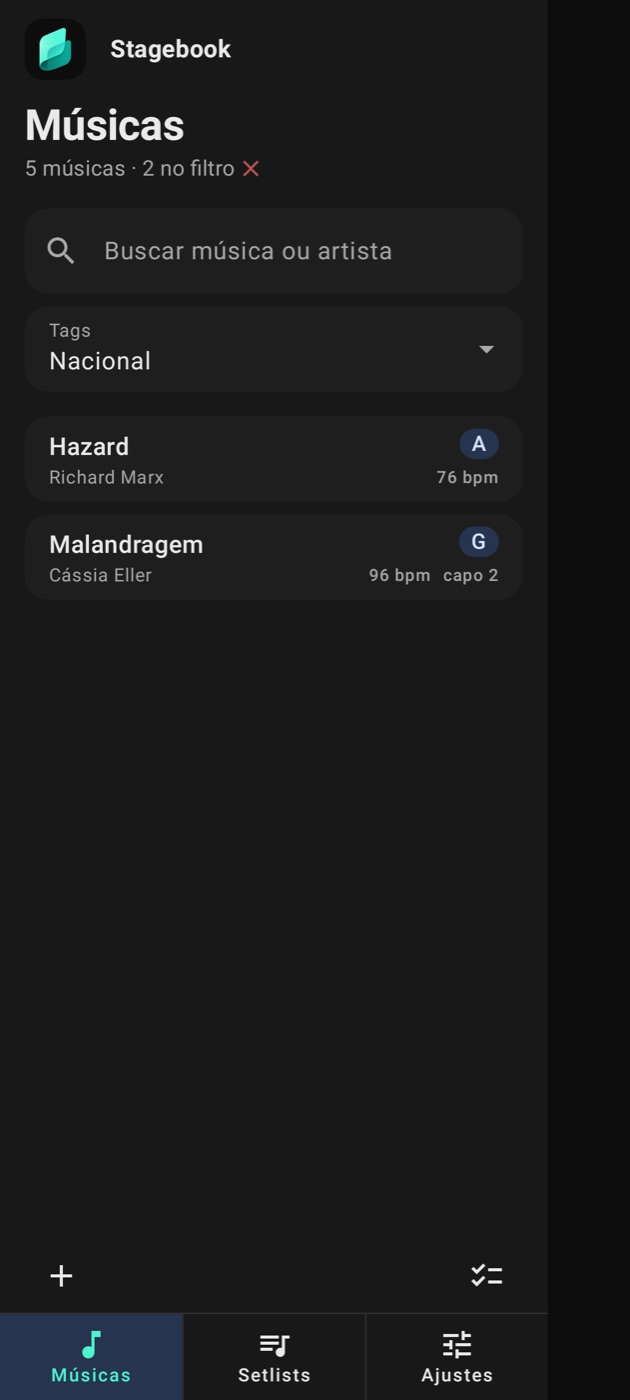 Stagebook
Músicas
5 músicas · 2 no filtro
Buscar música ou artista
Tags
Nacional
Hazard
A
Richard Marx
76 bpm
Malandragem
G
Cássia Eller
96 bpm capo 2
Músicas
Setlists
Ajustes